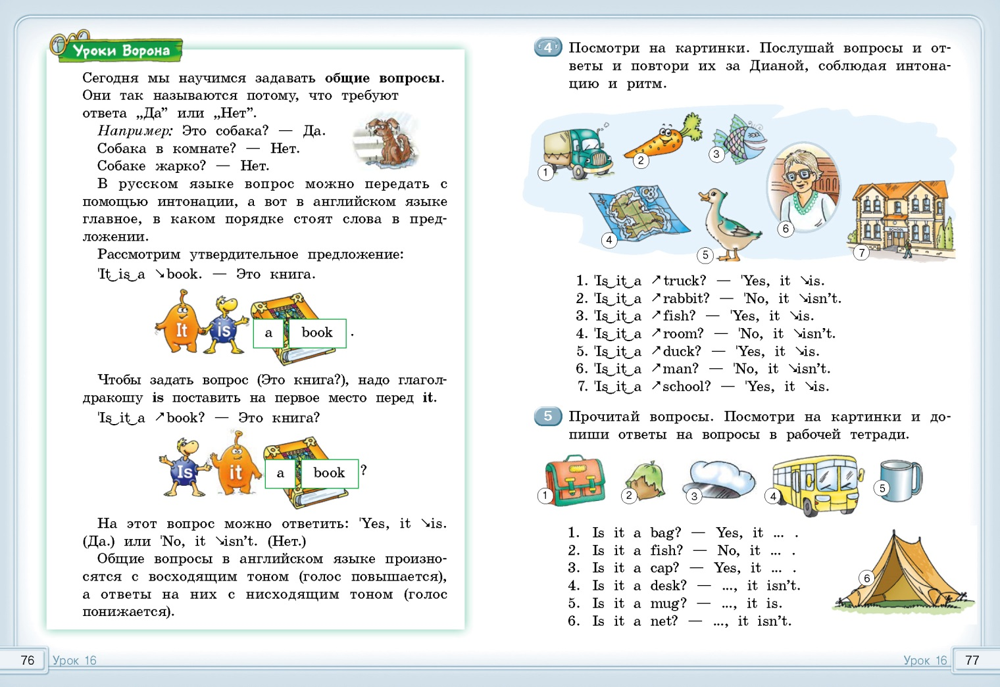 Уроки Ворона
Сегодня мы научимся задавать общие вопросы.
Они так называются потому, что требуют
ответа „Да” или „Нет”.
Например: Это собака? — Да.
Собака в комнате? — Нет.
Собаке жарко? — Нет.
В русском языке вопрос можно передать с
помощью интонации, а вот в английском языке
главное, в каком порядке стоят слова в пред-
ложении.
Рассмотрим утвердительное предложение:
ˈIt‿is‿a ↘book. — Это книга.
It is a book .
Чтобы задать вопрос (Это книга?), надо глагол-
дракошу is поставить на первое место перед it.
ˈIs‿it‿a ↗book? — Это книга?
Is it a book ?
На этот вопрос можно ответить: ˈYes, it ↘is.
(Да.) или ˈNo, it ↘isn’t. (Нет.)
Общие вопросы в английском языке произно-
сятся с восходящим тоном (голос повышается),
а ответы на них с нисходящим тоном (голос
понижается).
76 Урок 16
4 Посмотри на картинки. Послушай вопросы и от-
веты и повтори их за Дианой, соблюдая интона-
цию и ритм.
1
2
3
4
5
6
SCHOOL
7
1. ˈIs‿it‿a ↗truck? — ˈYes, it ↘is.
2. ˈIs‿it‿a ↗rabbit? — ˈNo, it ↘isn’t.
3. ˈIs‿it‿a ↗fish? — ˈYes, it ↘is.
4. ˈIs‿it‿a ↗room? — ˈNo, it ↘isn’t.
5. ˈIs‿it‿a ↗duck? — ˈYes, it ↘is.
6. ˈIs‿it‿a ↗man? — ˈNo, it ↘isn’t.
7. ˈIs‿it‿a ↗school? — ˈYes, it ↘is.
5 Прочитай вопросы. Посмотри на картинки и до-
пиши ответы на вопросы в рабочей тетради.
1
2
3
4
5
1. Is it a bag? — Yes, it ... .
2. Is it a fish? — No, it ... .
3. Is it a cap? — Yes, it ... .
4. Is it a desk? — ..., it isn’t.
5. Is it a mug? — ..., it is.
6. Is it a net? — ..., it isn’t.
6
Урок 16 77